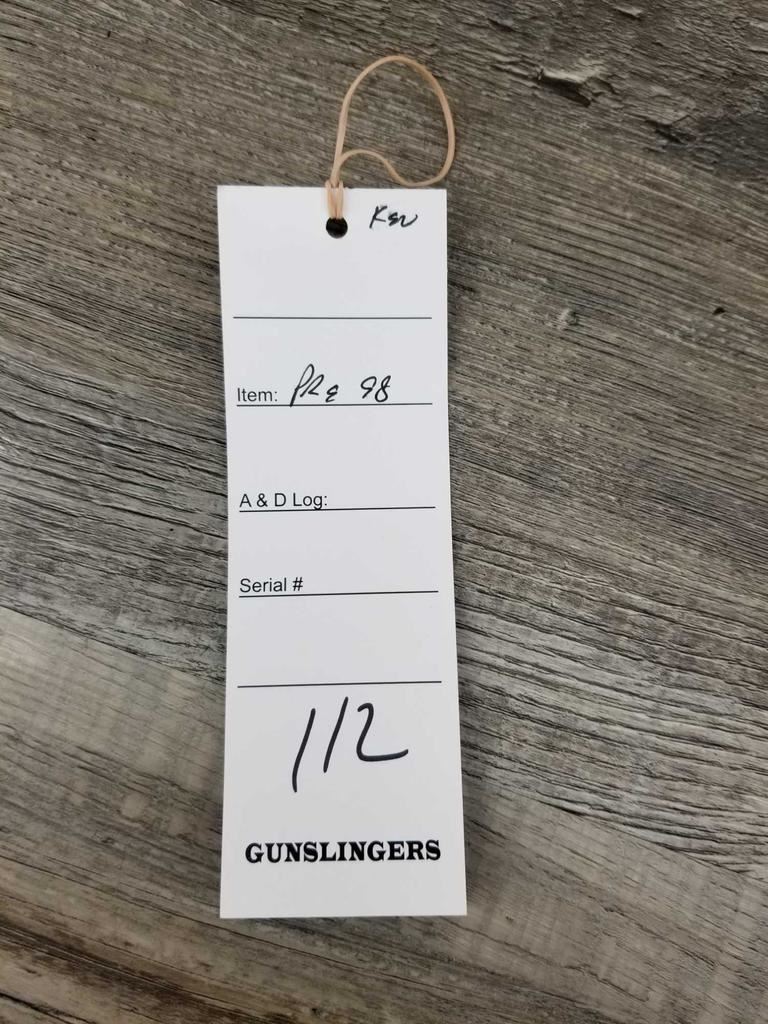 Item: PRE 98
A & D Log:
Serial #
112
GUNSLINGERS